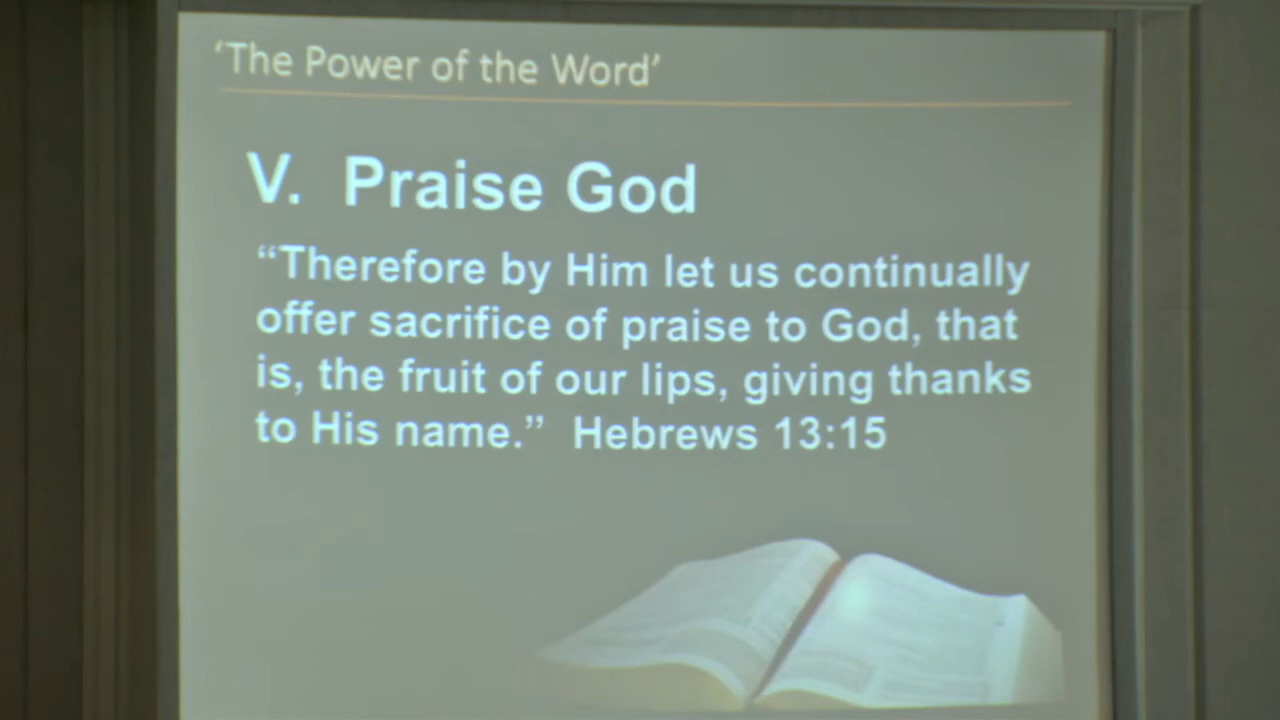 ‘The Power of the Word’
V. Praise God
“Therefore by Him let us continually
offer sacrifice of praise to God, that
is, the fruit of our lips, giving thanks
to His name.” Hebrews 13:15